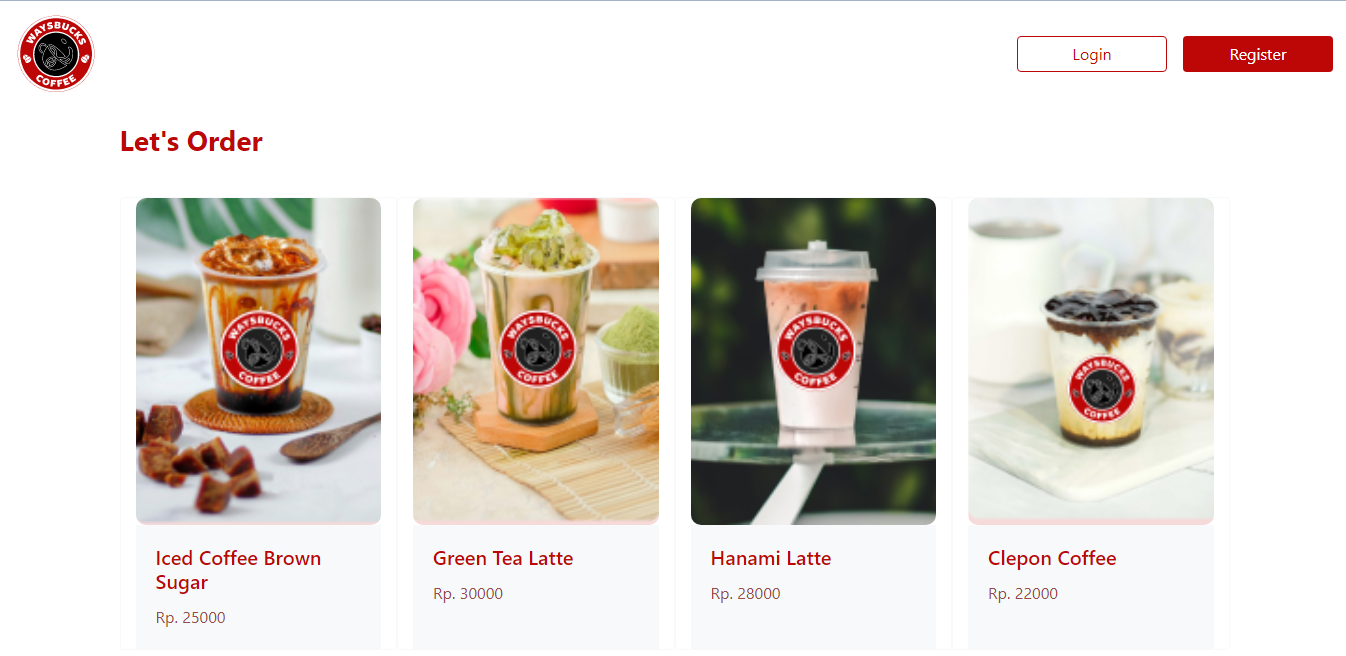 WAYSBUCKS
COFFEE
Login
Register
Let's Order
WAYSBUCKS
COFFEE
WAYSBUCKS
COFFEE
WAYSBUCKS
COFFEE
WAYSBUCKS
COFFEE
Iced Coffee Brown
Sugar
Rp. 25000
Green Tea Latte
Rp. 30000
Hanami Latte
Rp. 28000
Clepon Coffee
Rp. 22000